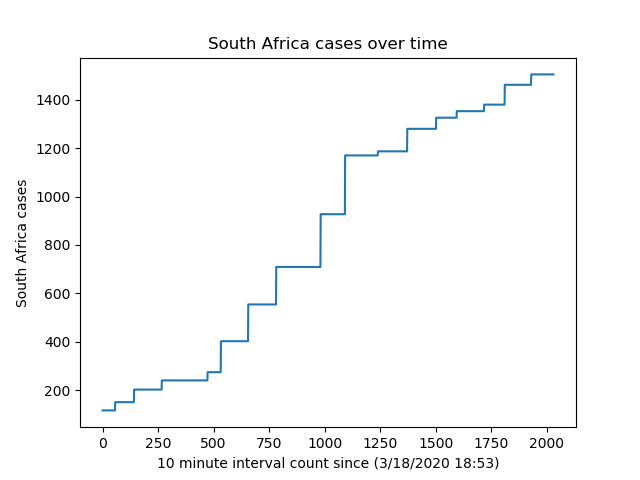 South Africa cases over time
South Africa cases
1400
1200
1000
800
600
400
200
0 250 500 750 1000 1250 1500 1750 2000
10 minute interval count since (3/18/2020 18:53)